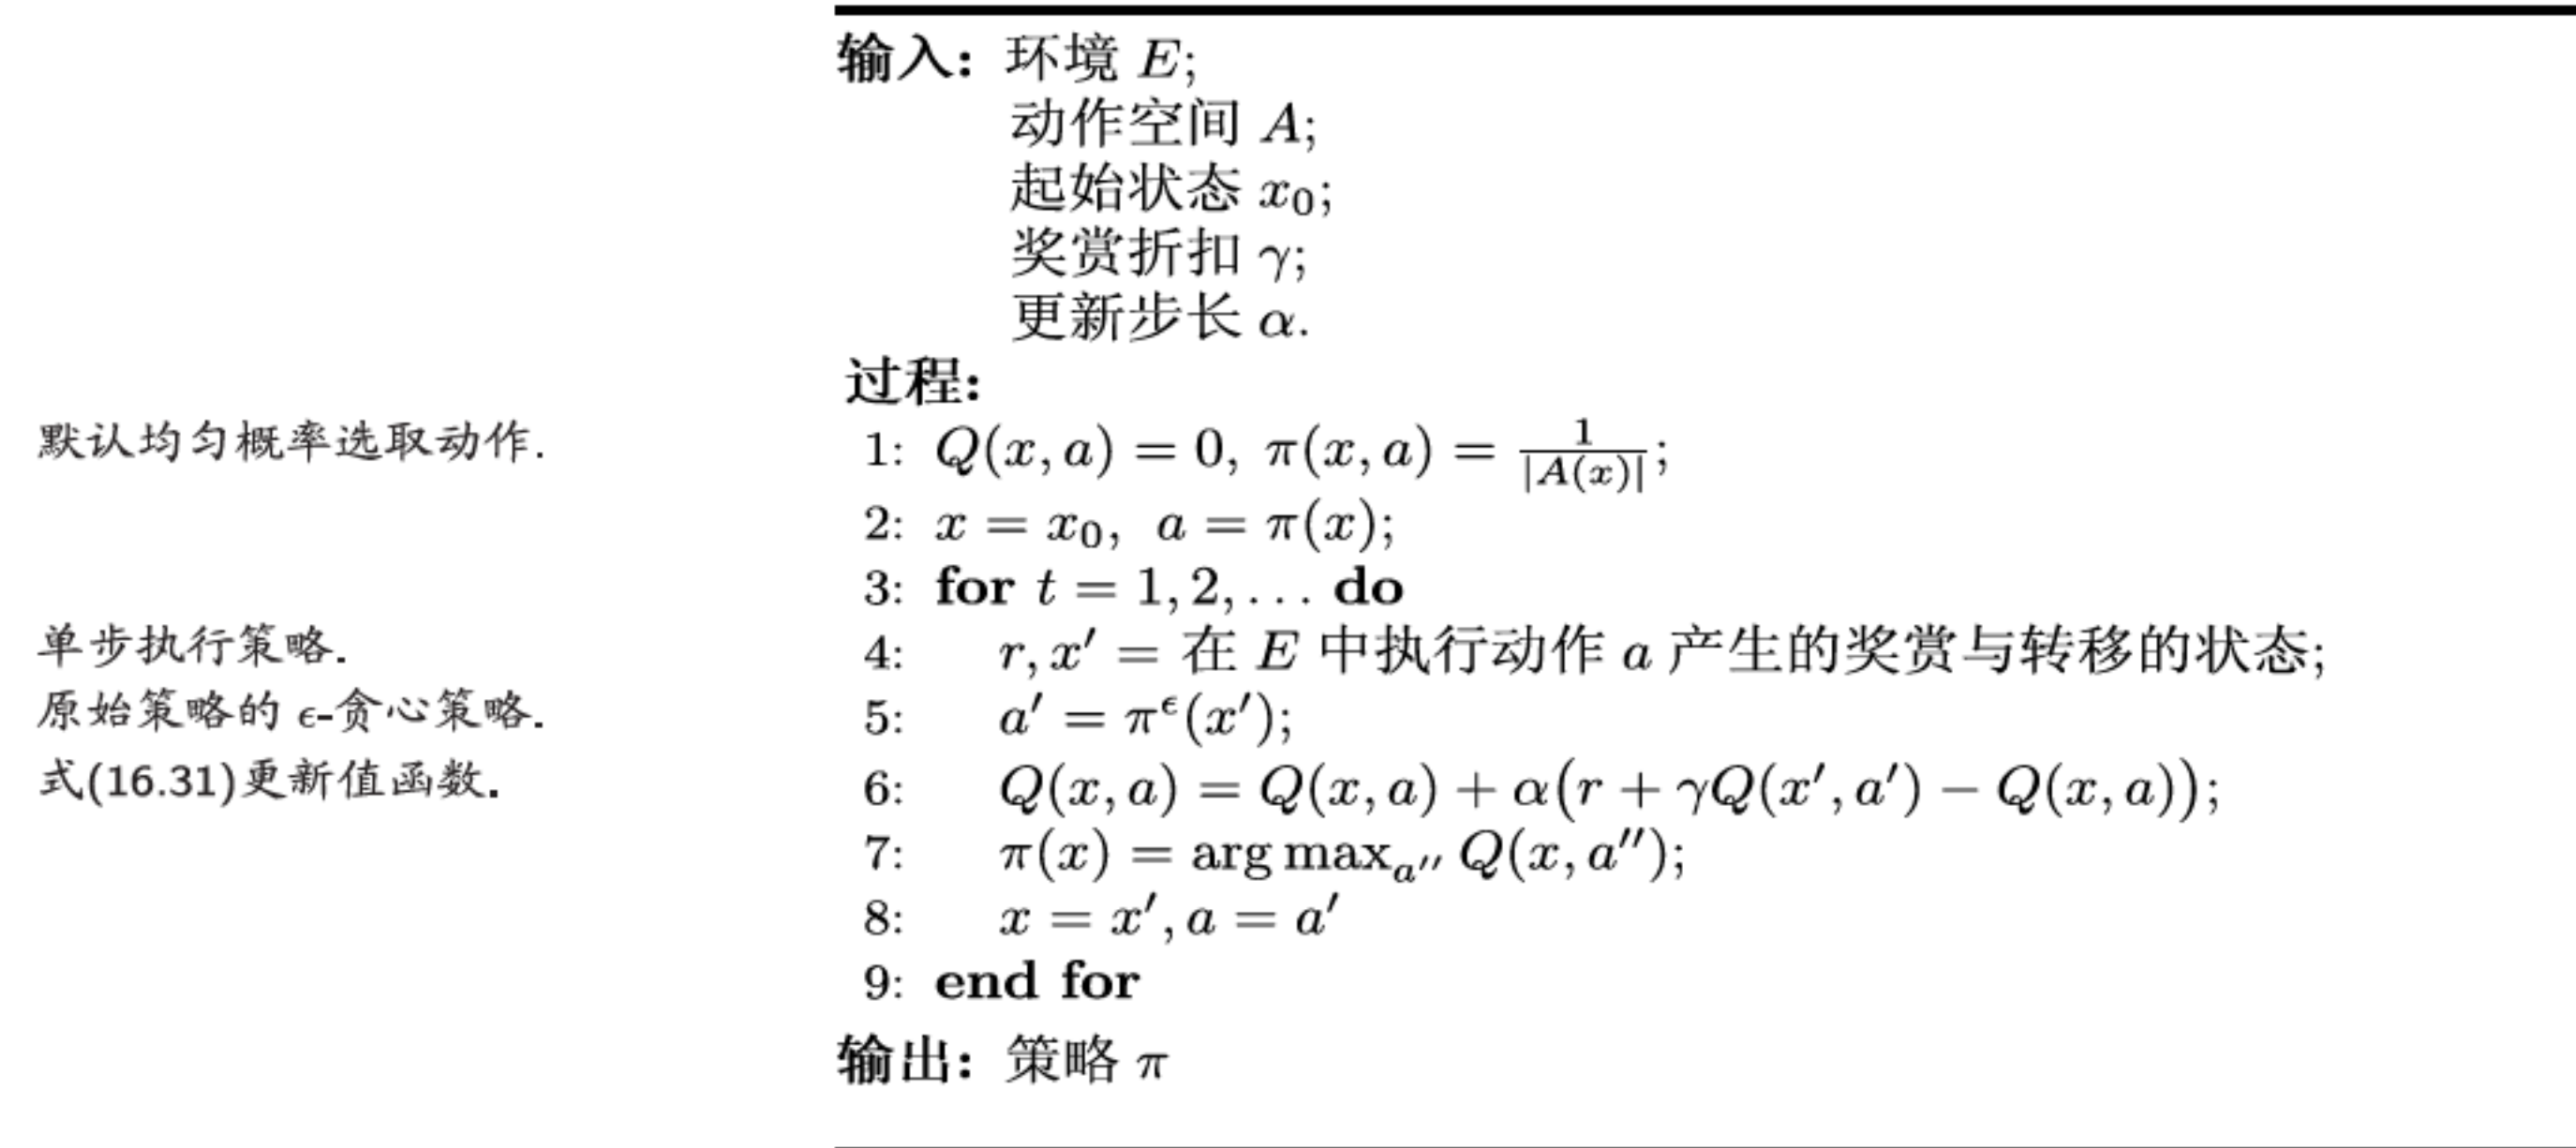 输入: 环境 E;
动作空间 A;
起始状态 x₀;
奖赏折扣 γ;
更新步长 α.
过程:
默认均匀概率选取动作.
1: Q(x, a) = 0, π(x, a) = 1/|A(x)|;
2: x = x₀, a = π(x);
3: for t = 1, 2, . . . do
单步执行策略.
4: r, x′ = 在 E 中执行动作 a 产生的奖赏与转移的状态;
原始策略的 ϵ-贪心策略.
5: a′ = π^ϵ(x′);
式(16.31)更新值函数.
6: Q(x, a) = Q(x, a) + α(r + γQ(x′, a′) − Q(x, a));
7: π(x) = arg max_{a′′} Q(x, a′′);
8: x = x′, a = a′
9: end for
输出: 策略 π